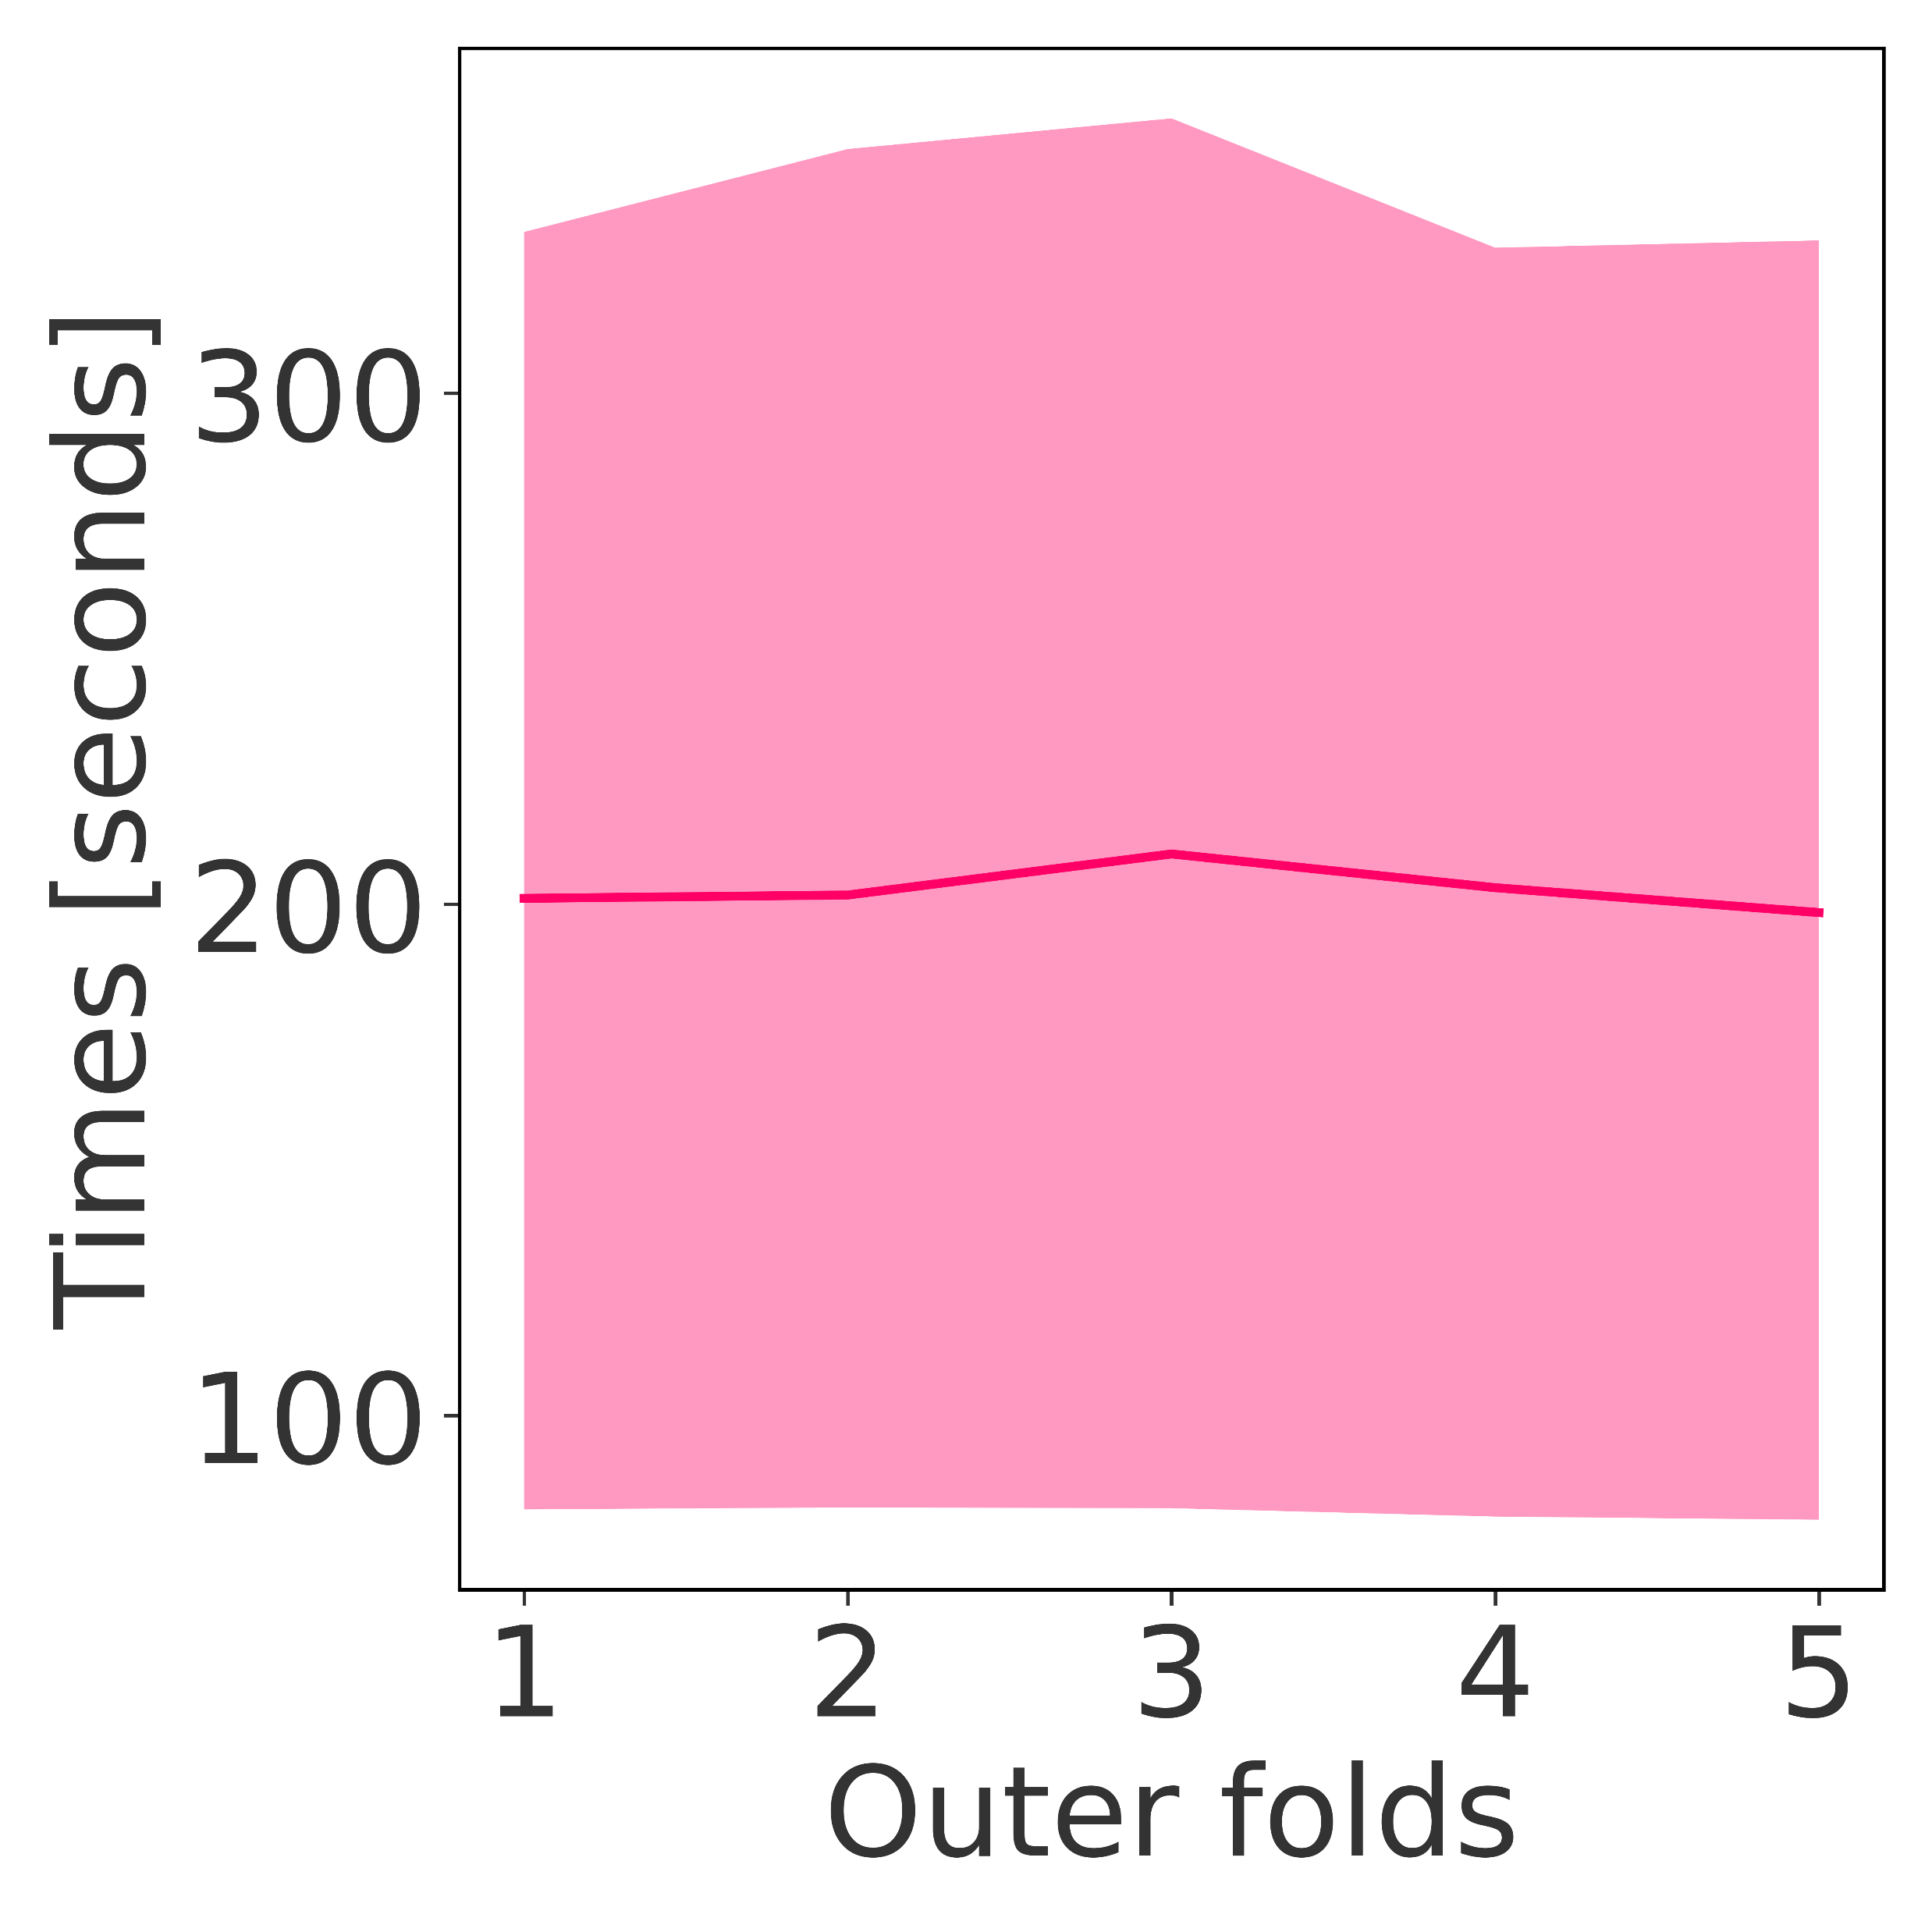 Times [seconds]
300
200
100
1 2 3 4 5
Outer folds